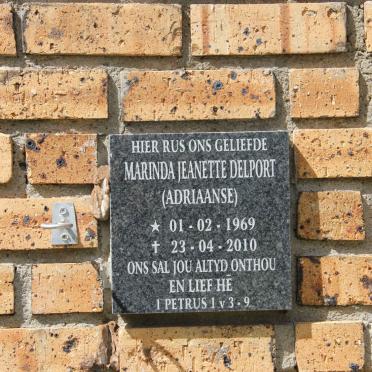 HIER RUS ONS GELIEFDE
MARINDA JEANETTE DELPORT
(ADRIAANSE)
★ 01 - 02 - 1969
✝ 23 - 04 - 2010
ONS SAL JOU ALTYD ONTHOU
EN LIEF HÊ
1 PETRUS 1 v 3 - 9